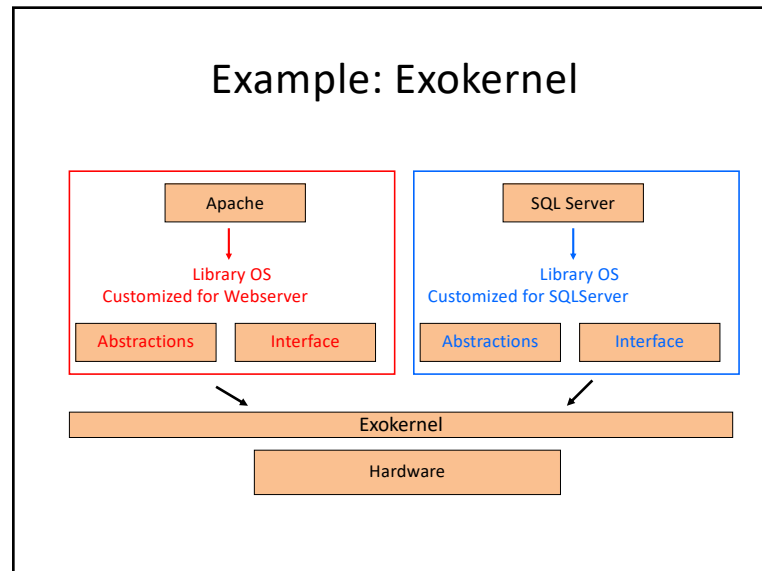 Example: Exokernel
Apache
Library OS
Customized for Webserver
Abstractions
Interface
SQL Server
Library OS
Customized for SQLServer
Abstractions
Interface
Exokernel
Hardware